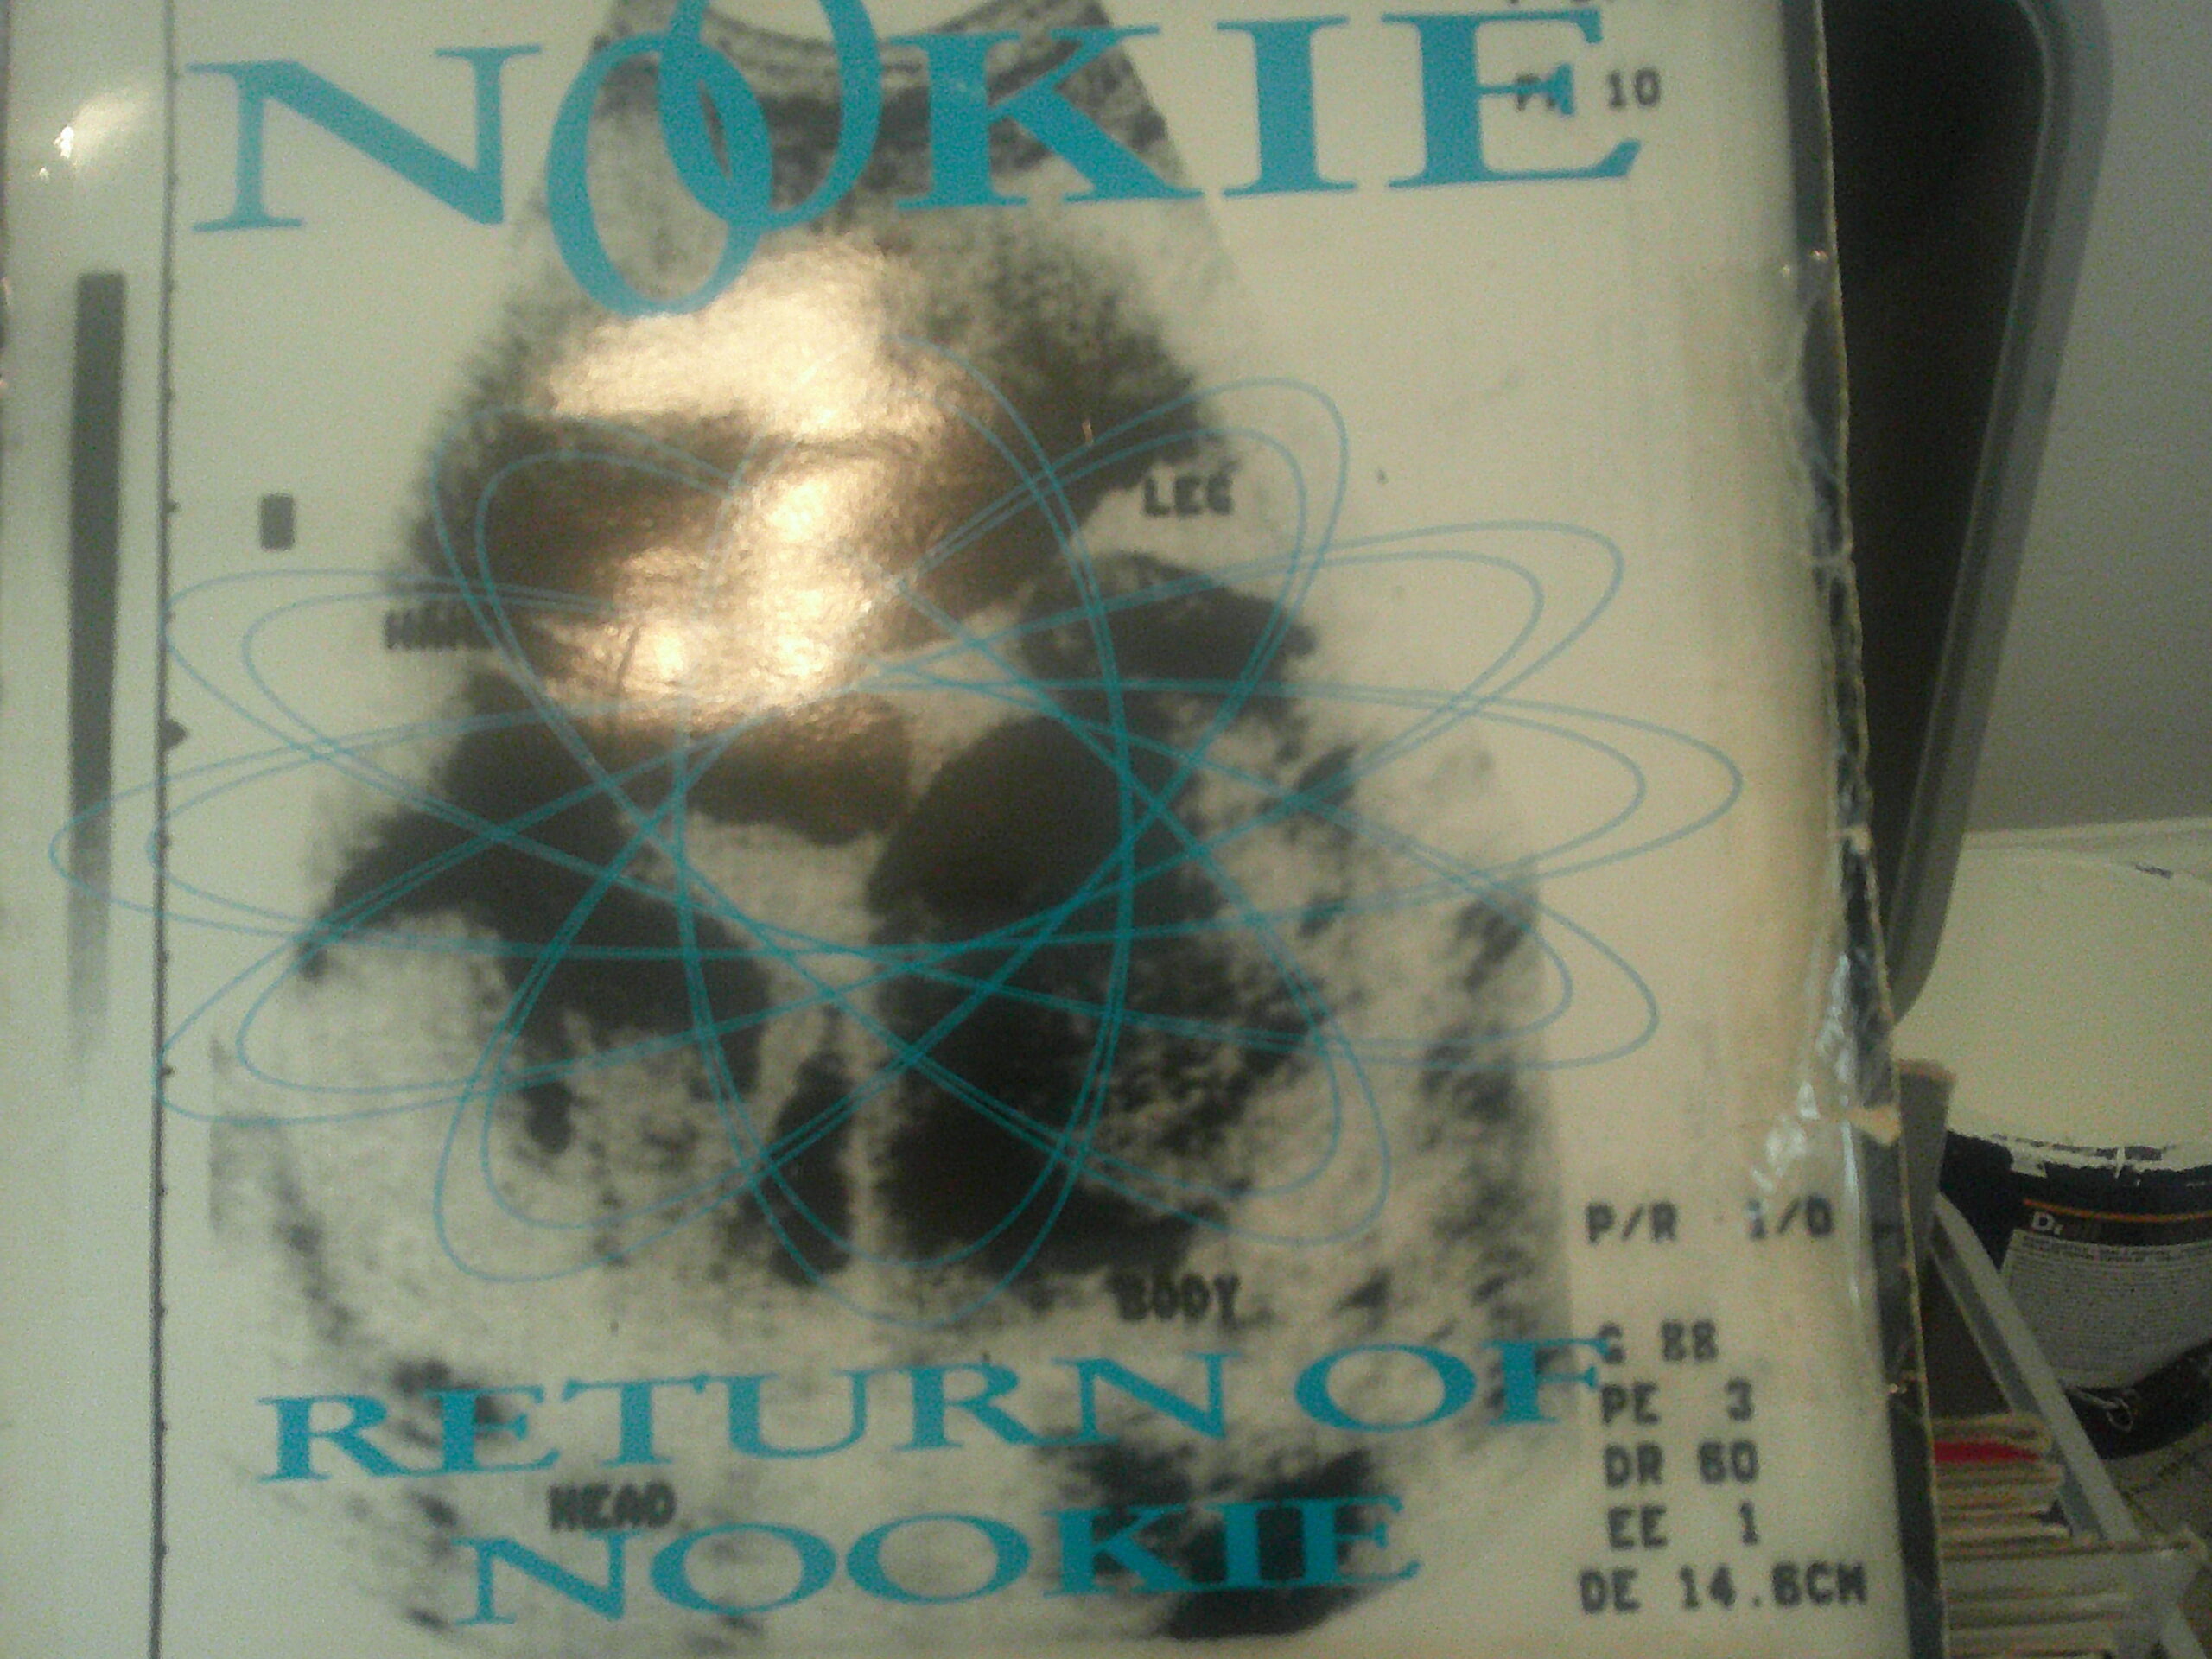 NOOKIE
10
LEG
BODY
P/R 1/0
G 88
PE 3
DR 60
EE 1
DE 14.6CM
RETURN OF
HEAD
NOOKIE